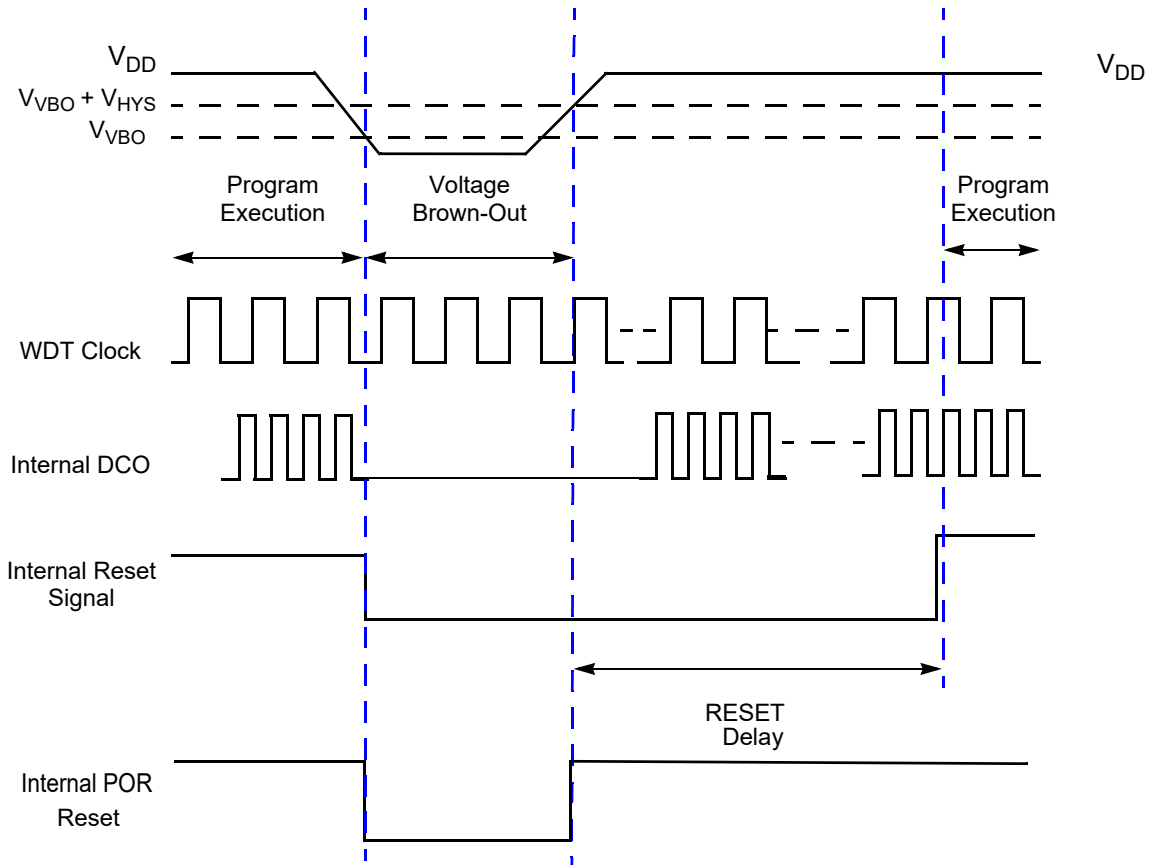 VDD
VDD
VVBO + VHYS
VVBO
Program
Execution
Voltage
Brown-Out
Program
Execution
WDT Clock
Internal DCO
Internal Reset
Signal
RESET
Delay
Internal POR
Reset